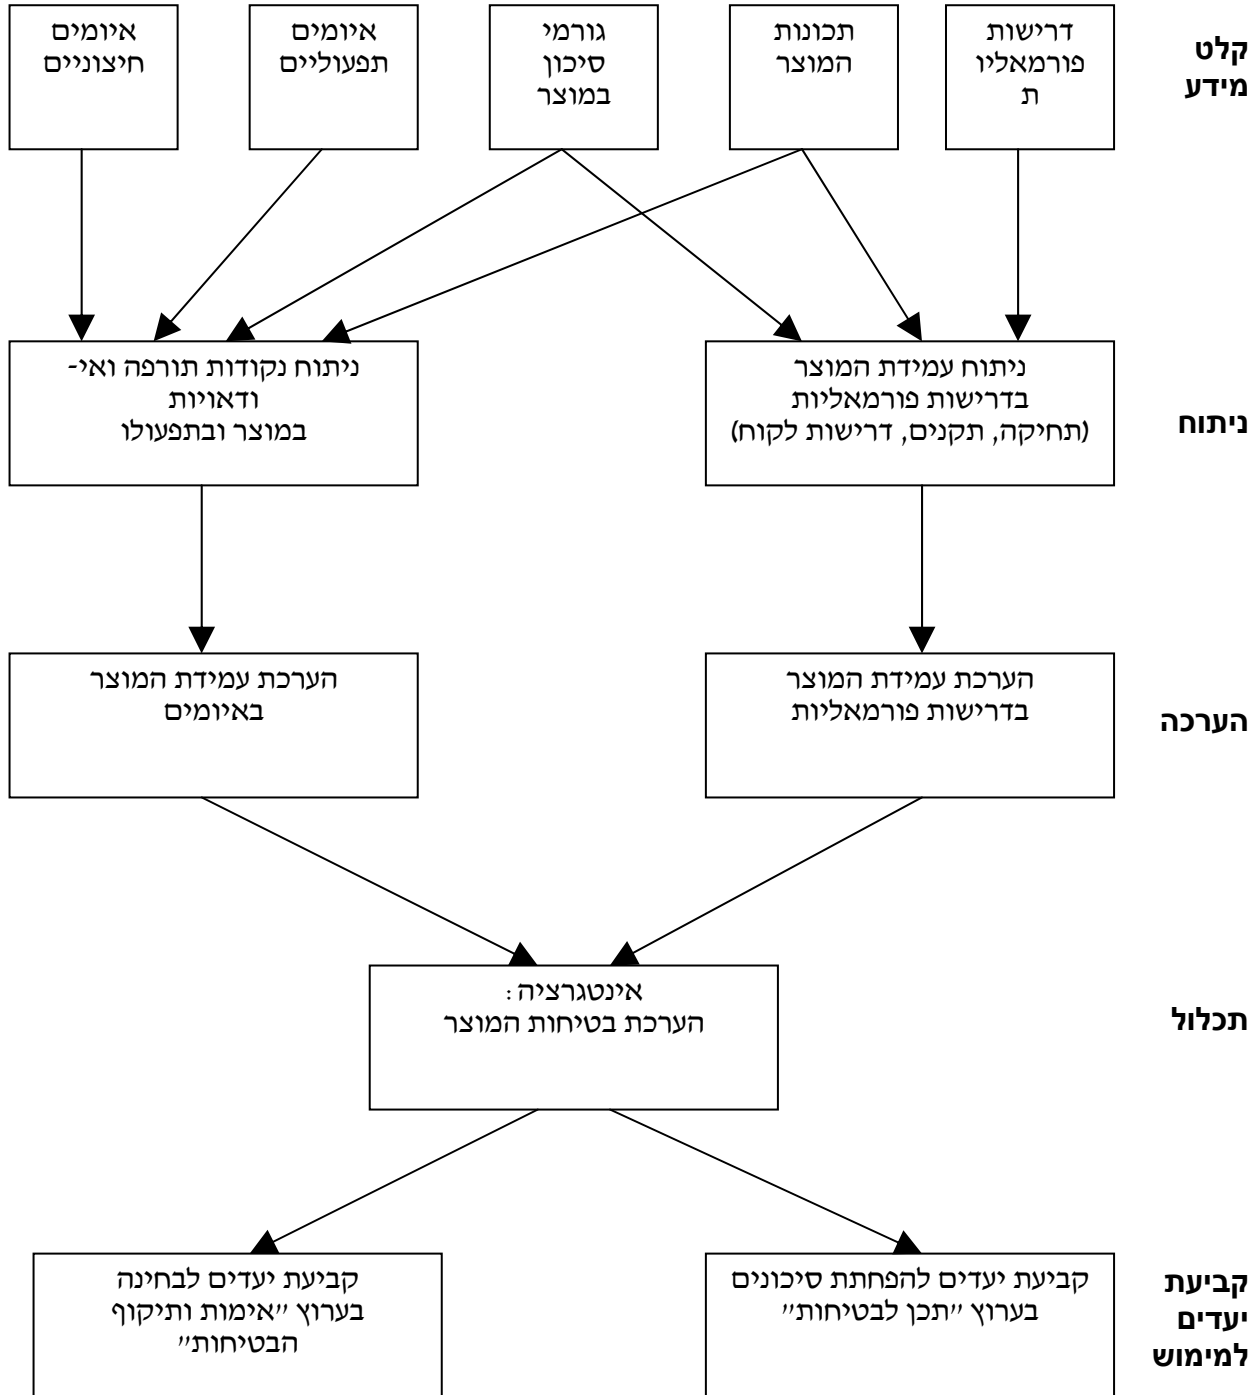 קלט
מידע
דרישות
פורמאליו
ת
תכונות
המוצר
גורמי
סיכון
במוצר
איומים
תפעוליים
איומים
חיצוניים
ניתוח
ניתוח עמידת המוצר
בדרישות פורמאליות
(תחיקה, תקנים, דרישות לקוח)
ניתוח נקודות תורפה ואי-
ודאויות
במוצר ובתפעולו
הערכה
הערכת עמידת המוצר
בדרישות פורמאליות
הערכת עמידת המוצר
באיומים
תכלול
אינטגרציה:
הערכת בטיחות המוצר
קביעת
יעדים
למימוש
קביעת יעדים להפחתת סיכונים
בערוץ "תכן לבטיחות"
קביעת יעדים לבחינה
בערוץ "אימות ותיקוף
הבטיחות"